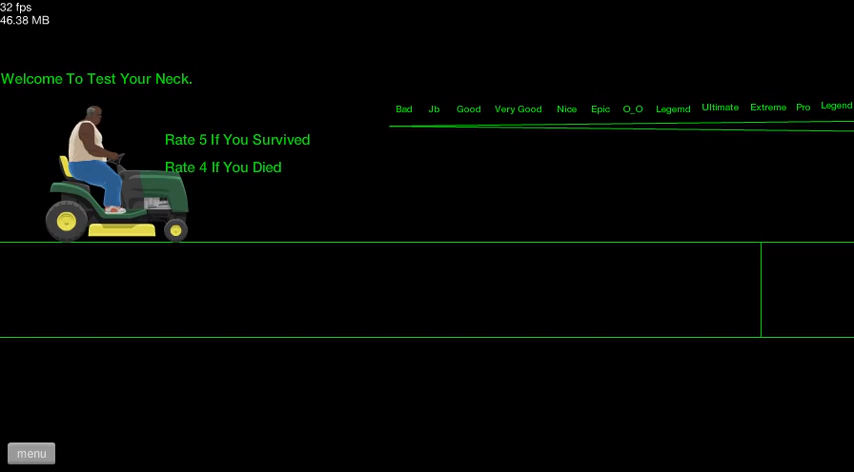 32 fps
46.38 MB
Welcome To Test Your Neck.
Bad Jb Good Very Good Nice Epic O_O Legemd Ultimate Extreme Pro Legend
Rate 5 If You Survived
Rate 4 If You Died
menu